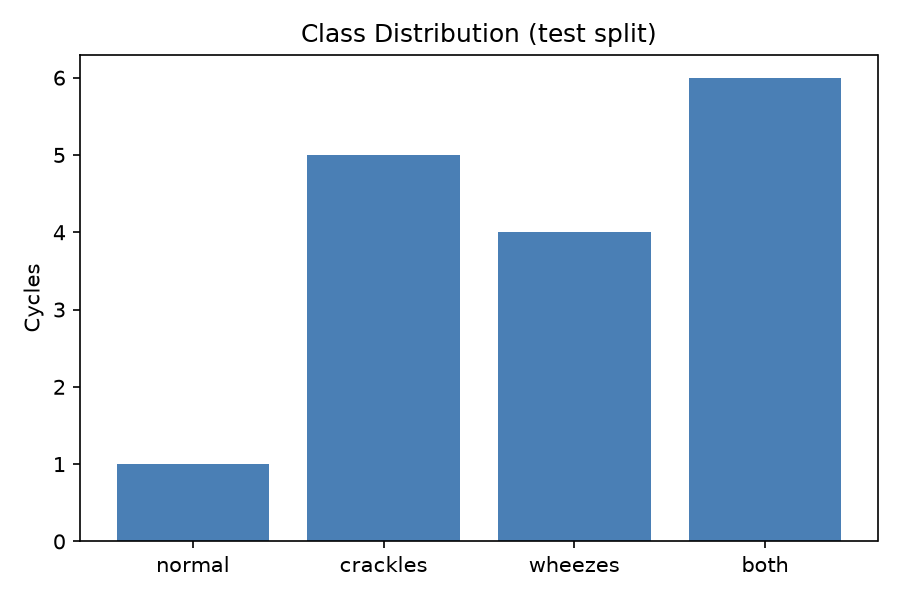 Class Distribution (test split)
Cycles
6
5
4
3
2
1
0
normal
crackles
wheezes
both